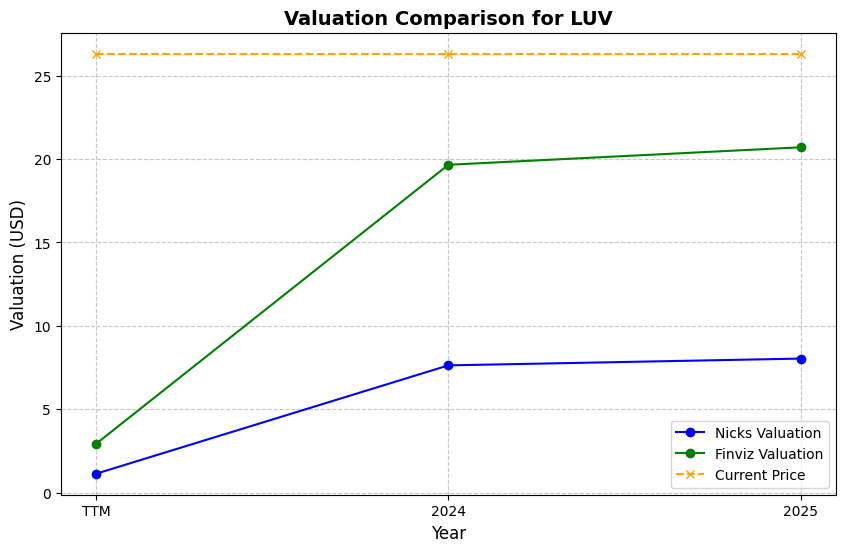 Valuation Comparison for LUV
Valuation (USD)
25
20
15
10
5
0
TTM 2024 2025
Year
Nicks Valuation
Finviz Valuation
Current Price